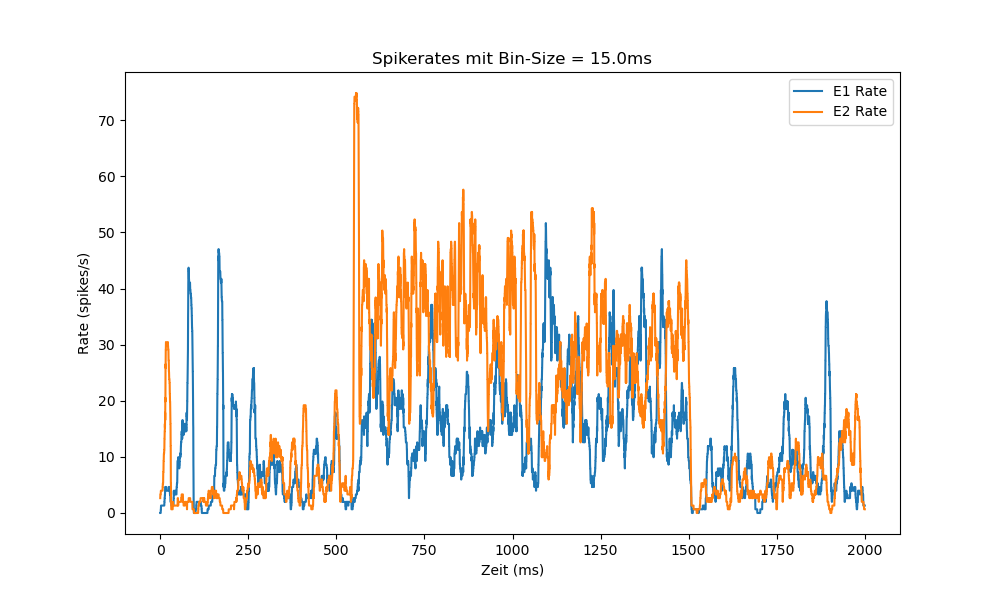 Spikerates mit Bin-Size = 15.0ms
E1 Rate
E2 Rate
Rate (spikes/s)
70
60
50
40
30
20
10
0
0 250 500 750 1000 1250 1500 1750 2000
Zeit (ms)